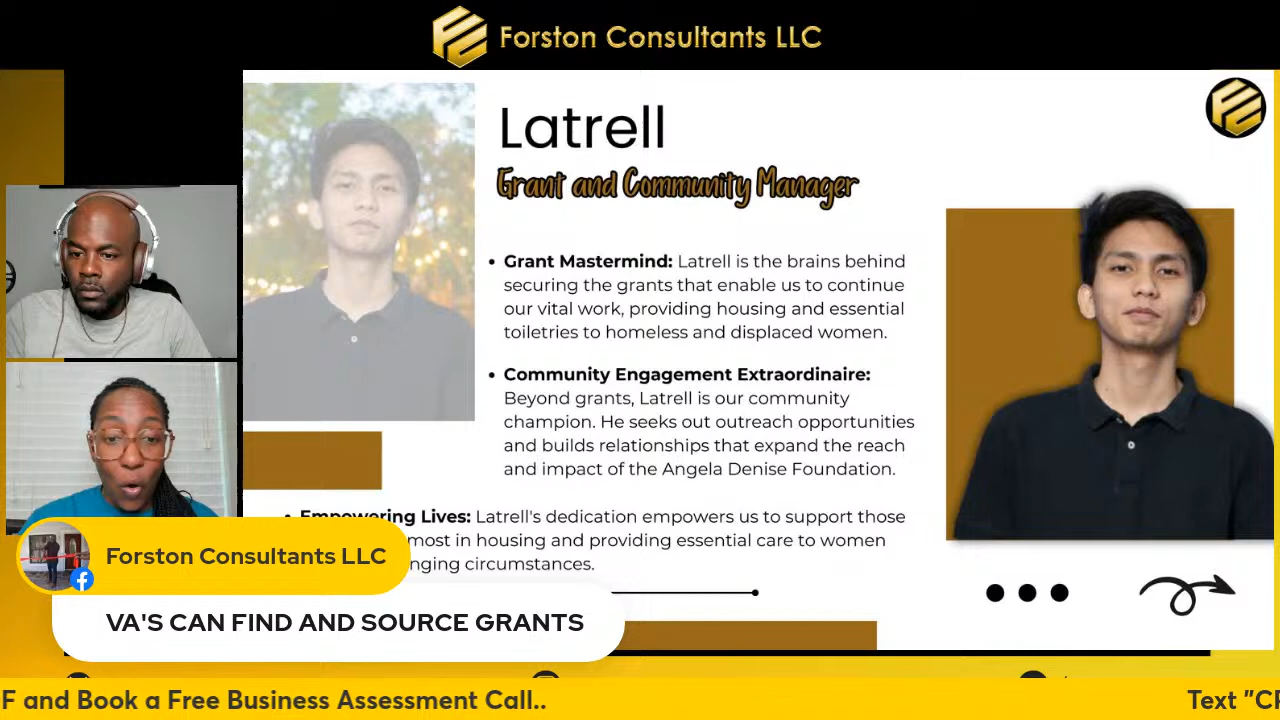 Forston Consultants LLC
Latrell
Grant and Community Manager
• Grant Mastermind: Latrell is the brains behind
securing the grants that enable us to continue
our vital work, providing housing and essential
toiletries to homeless and displaced women.
• Community Engagement Extraordinaire:
Beyond grants, Latrell is our community
champion. He seeks out outreach opportunities
and builds relationships that expand the reach
and impact of the Angela Denise Foundation.
• Empowering Lives: Latrell's dedication empowers us to support those
most in housing and providing essential care to women
circumstances.
Forston Consultants LLC
VA'S CAN FIND AND SOURCE GRANTS
F and Book a Free Business Assessment Call.. Text "CF